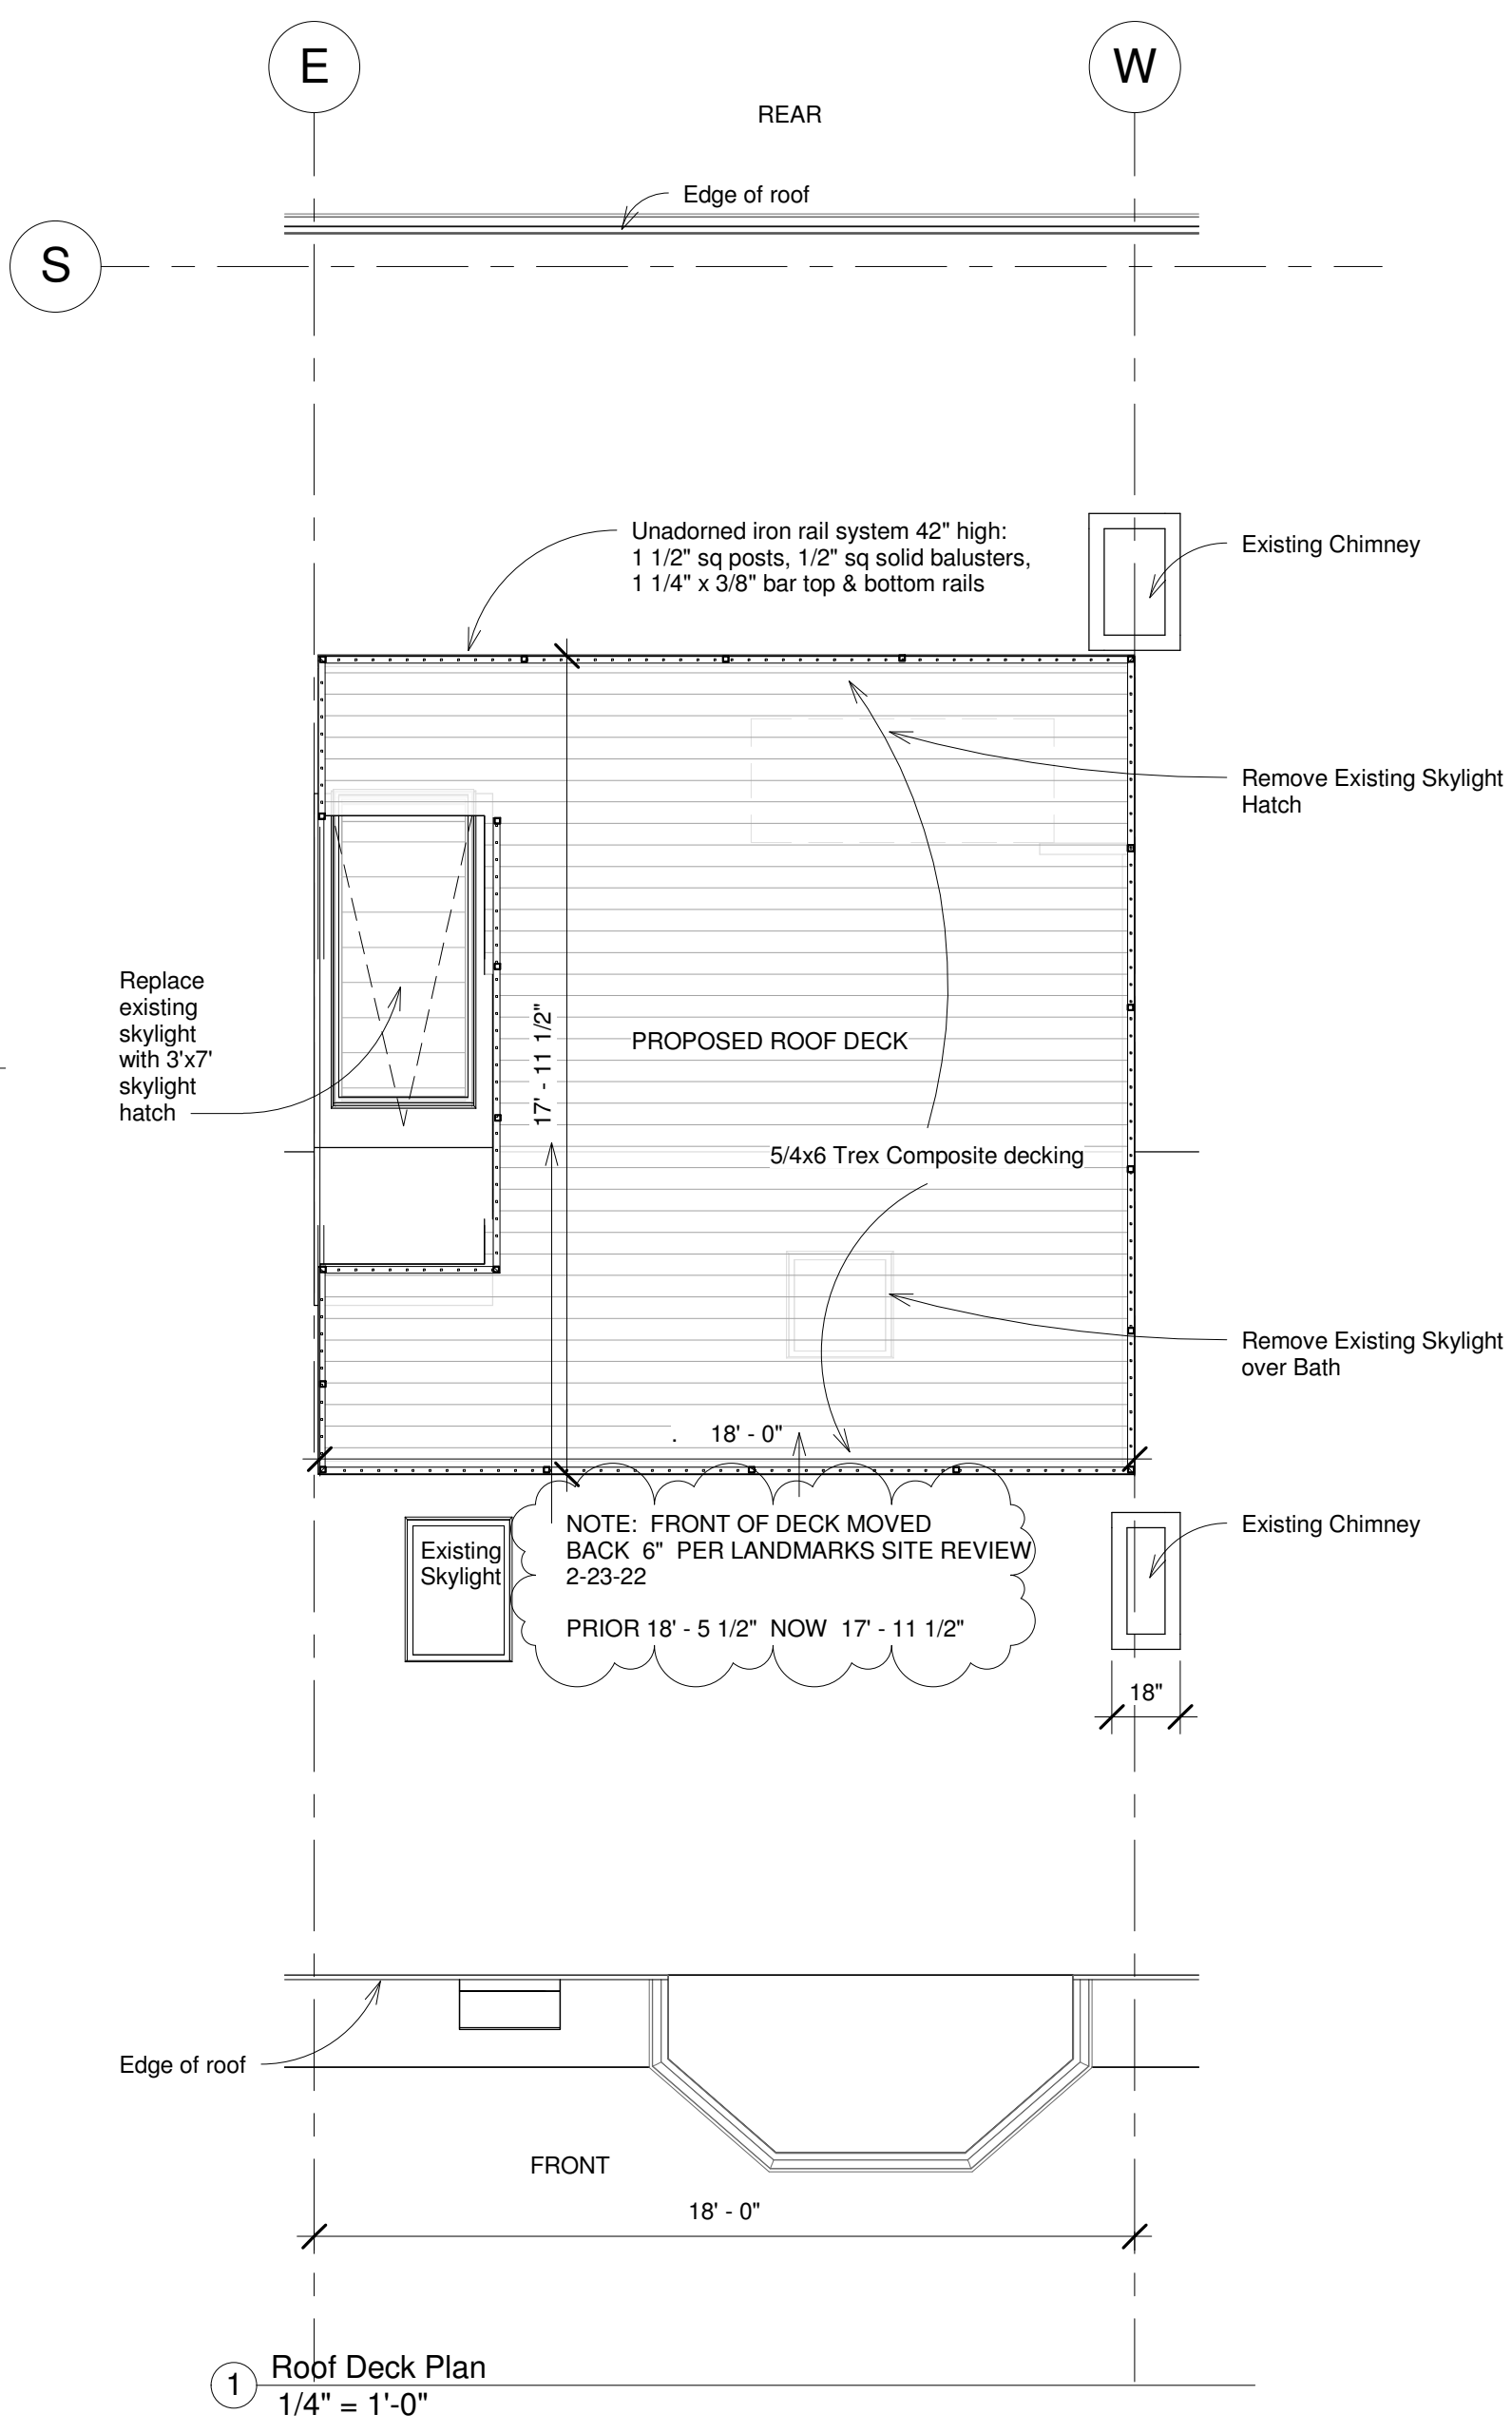 E
W
REAR
Edge of roof
S
Unadorned iron rail system 42" high:
1 1/2" sq posts, 1/2" sq solid balusters,
1 1/4" x 3/8" bar top & bottom rails
Existing Chimney
Remove Existing Skylight
Hatch
Replace
existing
skylight
with 3'x7'
skylight
hatch
17' - 11 1/2"
PROPOSED ROOF DECK
5/4x6 Trex Composite decking
Remove Existing Skylight
over Bath
. 18' - 0"
Existing
Skylight
NOTE: FRONT OF DECK MOVED
BACK 6" PER LANDMARKS SITE REVIEW
2-23-22
PRIOR 18' - 5 1/2" NOW 17' - 11 1/2"
Existing Chimney
18"
Edge of roof
FRONT
18' - 0"
1
Roof Deck Plan
1/4" = 1'-0"